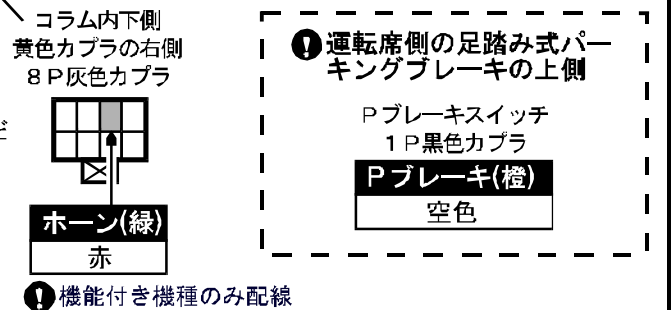 コラム内下側
黄色カプラの右側
8P灰色カプラ
ホーン(緑)
赤
❶機能付き機種のみ配線
❶運転席側の足踏み式パー
キングブレーキの上側
Pブレーキスイッチ
1P黒色カプラ
Pブレーキ(橙)
空色